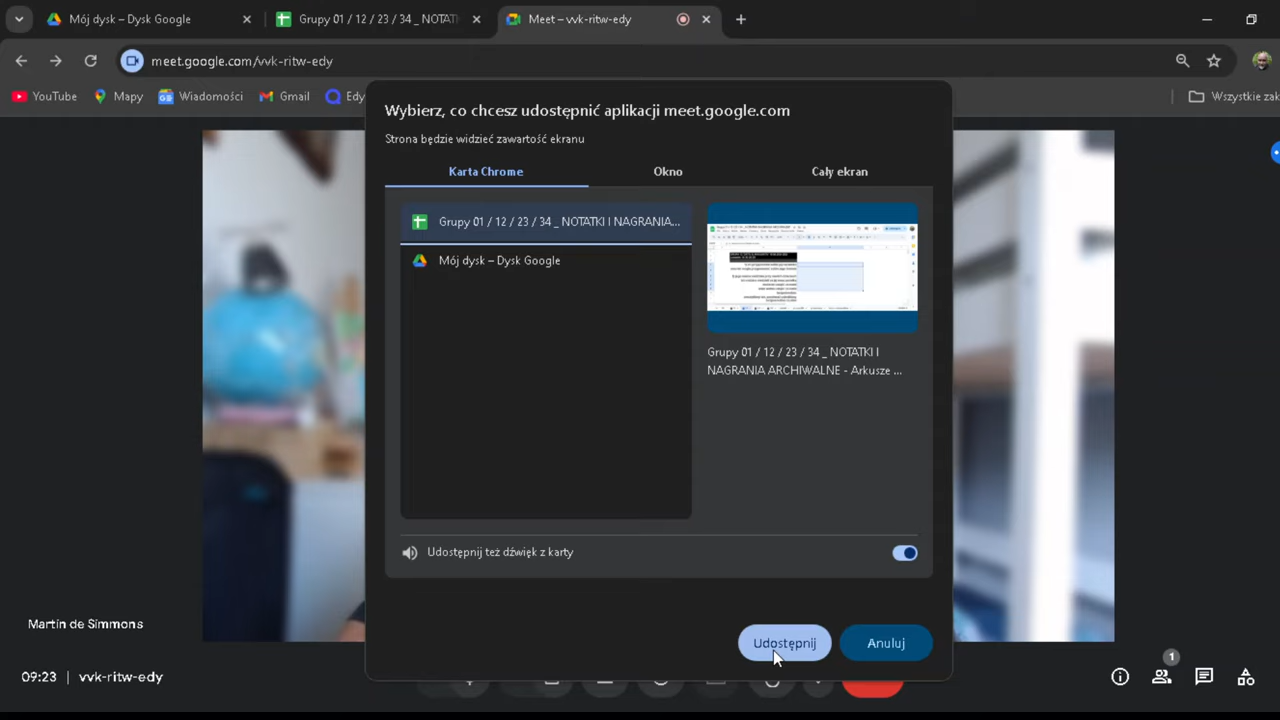 Mój dysk – Dysk Google
Grupy 01 / 12 / 23 / 34 _ NOTATK
Meet – vvk-ritw-edy
meet.google.com/vvk-ritw-edy
YouTube
Mapy
Wiadomości
Gmail
Edy
Wszystkie zak
Wybierz, co chcesz udostępnić aplikacji meet.google.com
Strona będzie widzieć zawartość ekranu
Karta Chrome
Okno
Cały ekran
Grupy 01 / 12 / 23 / 34 _ NOTATKI I NAGRANIA...
Mój dysk – Dysk Google
Grupy 01 / 12 / 23 / 34 _ NOTATKI I
NAGRANIA ARCHIWALNE - Arkusze ...
Udostępnij też dźwięk z karty
Udostępnij
Anuluj
Martin de Simmons
09:23 | vvk-ritw-edy
1